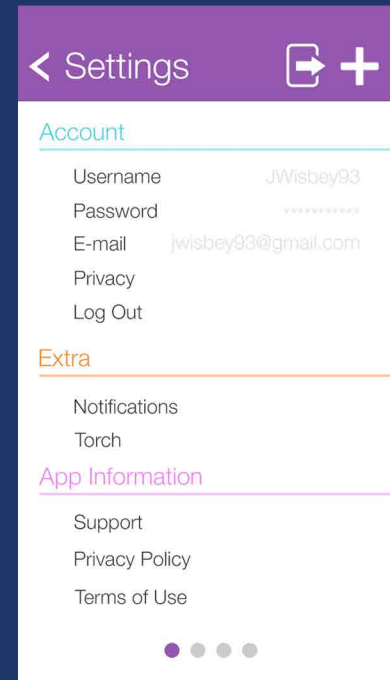 Settings
Account
Username JWisbey93
Password ***********
E-mail jwisbey93@gmail.com
Privacy
Log Out
Extra
Notifications
Torch
App Information
Support
Privacy Policy
Terms of Use